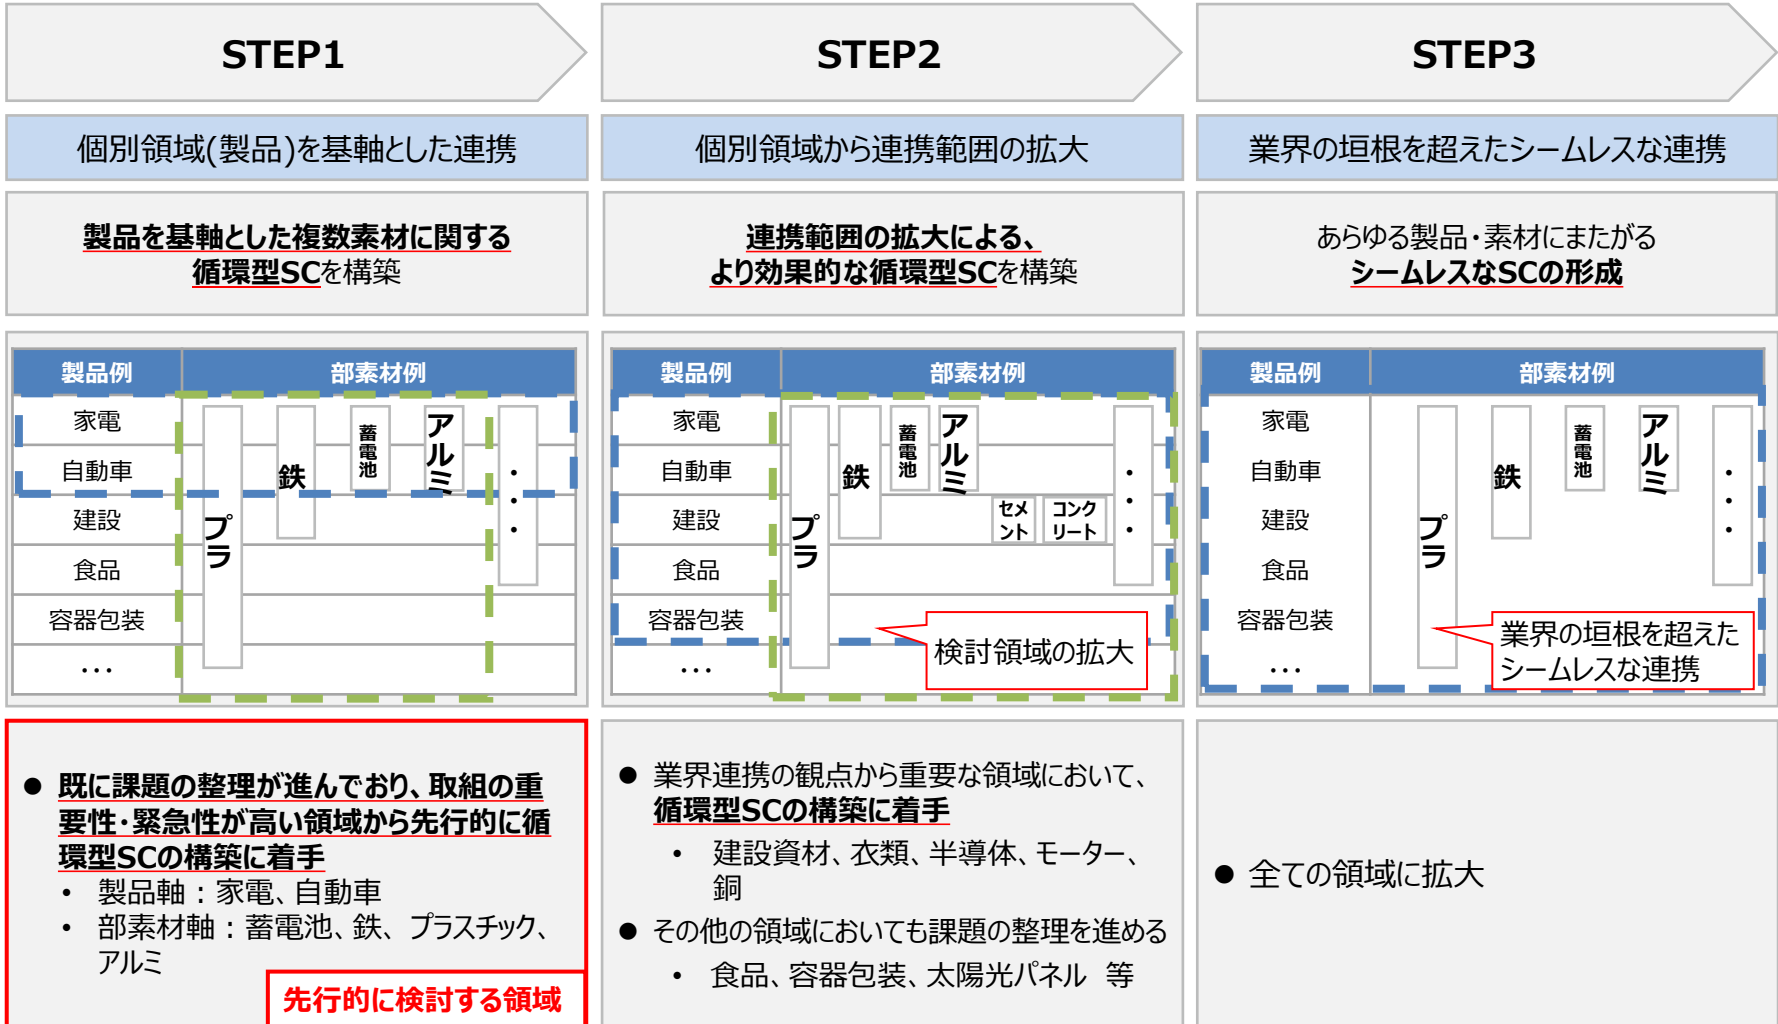 STEP1
個別領域(製品)を基軸とした連携
製品を基軸とした複数素材に関する
循環型SCを構築
製品例
部素材例
家電
自動車
建設
食品
容器包装
…
プラ
鉄
蓄電池
アルミ
・・・
● 既に課題の整理が進んでおり、取組の重
要性・緊急性が高い領域から先行的に循
環型SCの構築に着手
• 製品軸：家電、自動車
• 部素材軸：蓄電池、鉄、プラスチック、
アルミ
先行的に検討する領域
STEP2
個別領域から連携範囲の拡大
連携範囲の拡大による、
より効果的な循環型SCを構築
製品例
部素材例
家電
自動車
建設
食品
容器包装
…
プラ
鉄
蓄電池
アルミ
セメ
ント
コンク
リート
・・・
検討領域の拡大
● 業界連携の観点から重要な領域において、
循環型SCの構築に着手
• 建設資材、衣類、半導体、モーター、
銅
● その他の領域においても課題の整理を進める
• 食品、容器包装、太陽光パネル 等
STEP3
業界の垣根を超えたシームレスな連携
あらゆる製品・素材にまたがる
シームレスなSCの形成
製品例
部素材例
家電
自動車
建設
食品
容器包装
…
プラ
鉄
蓄電池
アルミ
・・・
業界の垣根を超えた
シームレスな連携
● 全ての領域に拡大